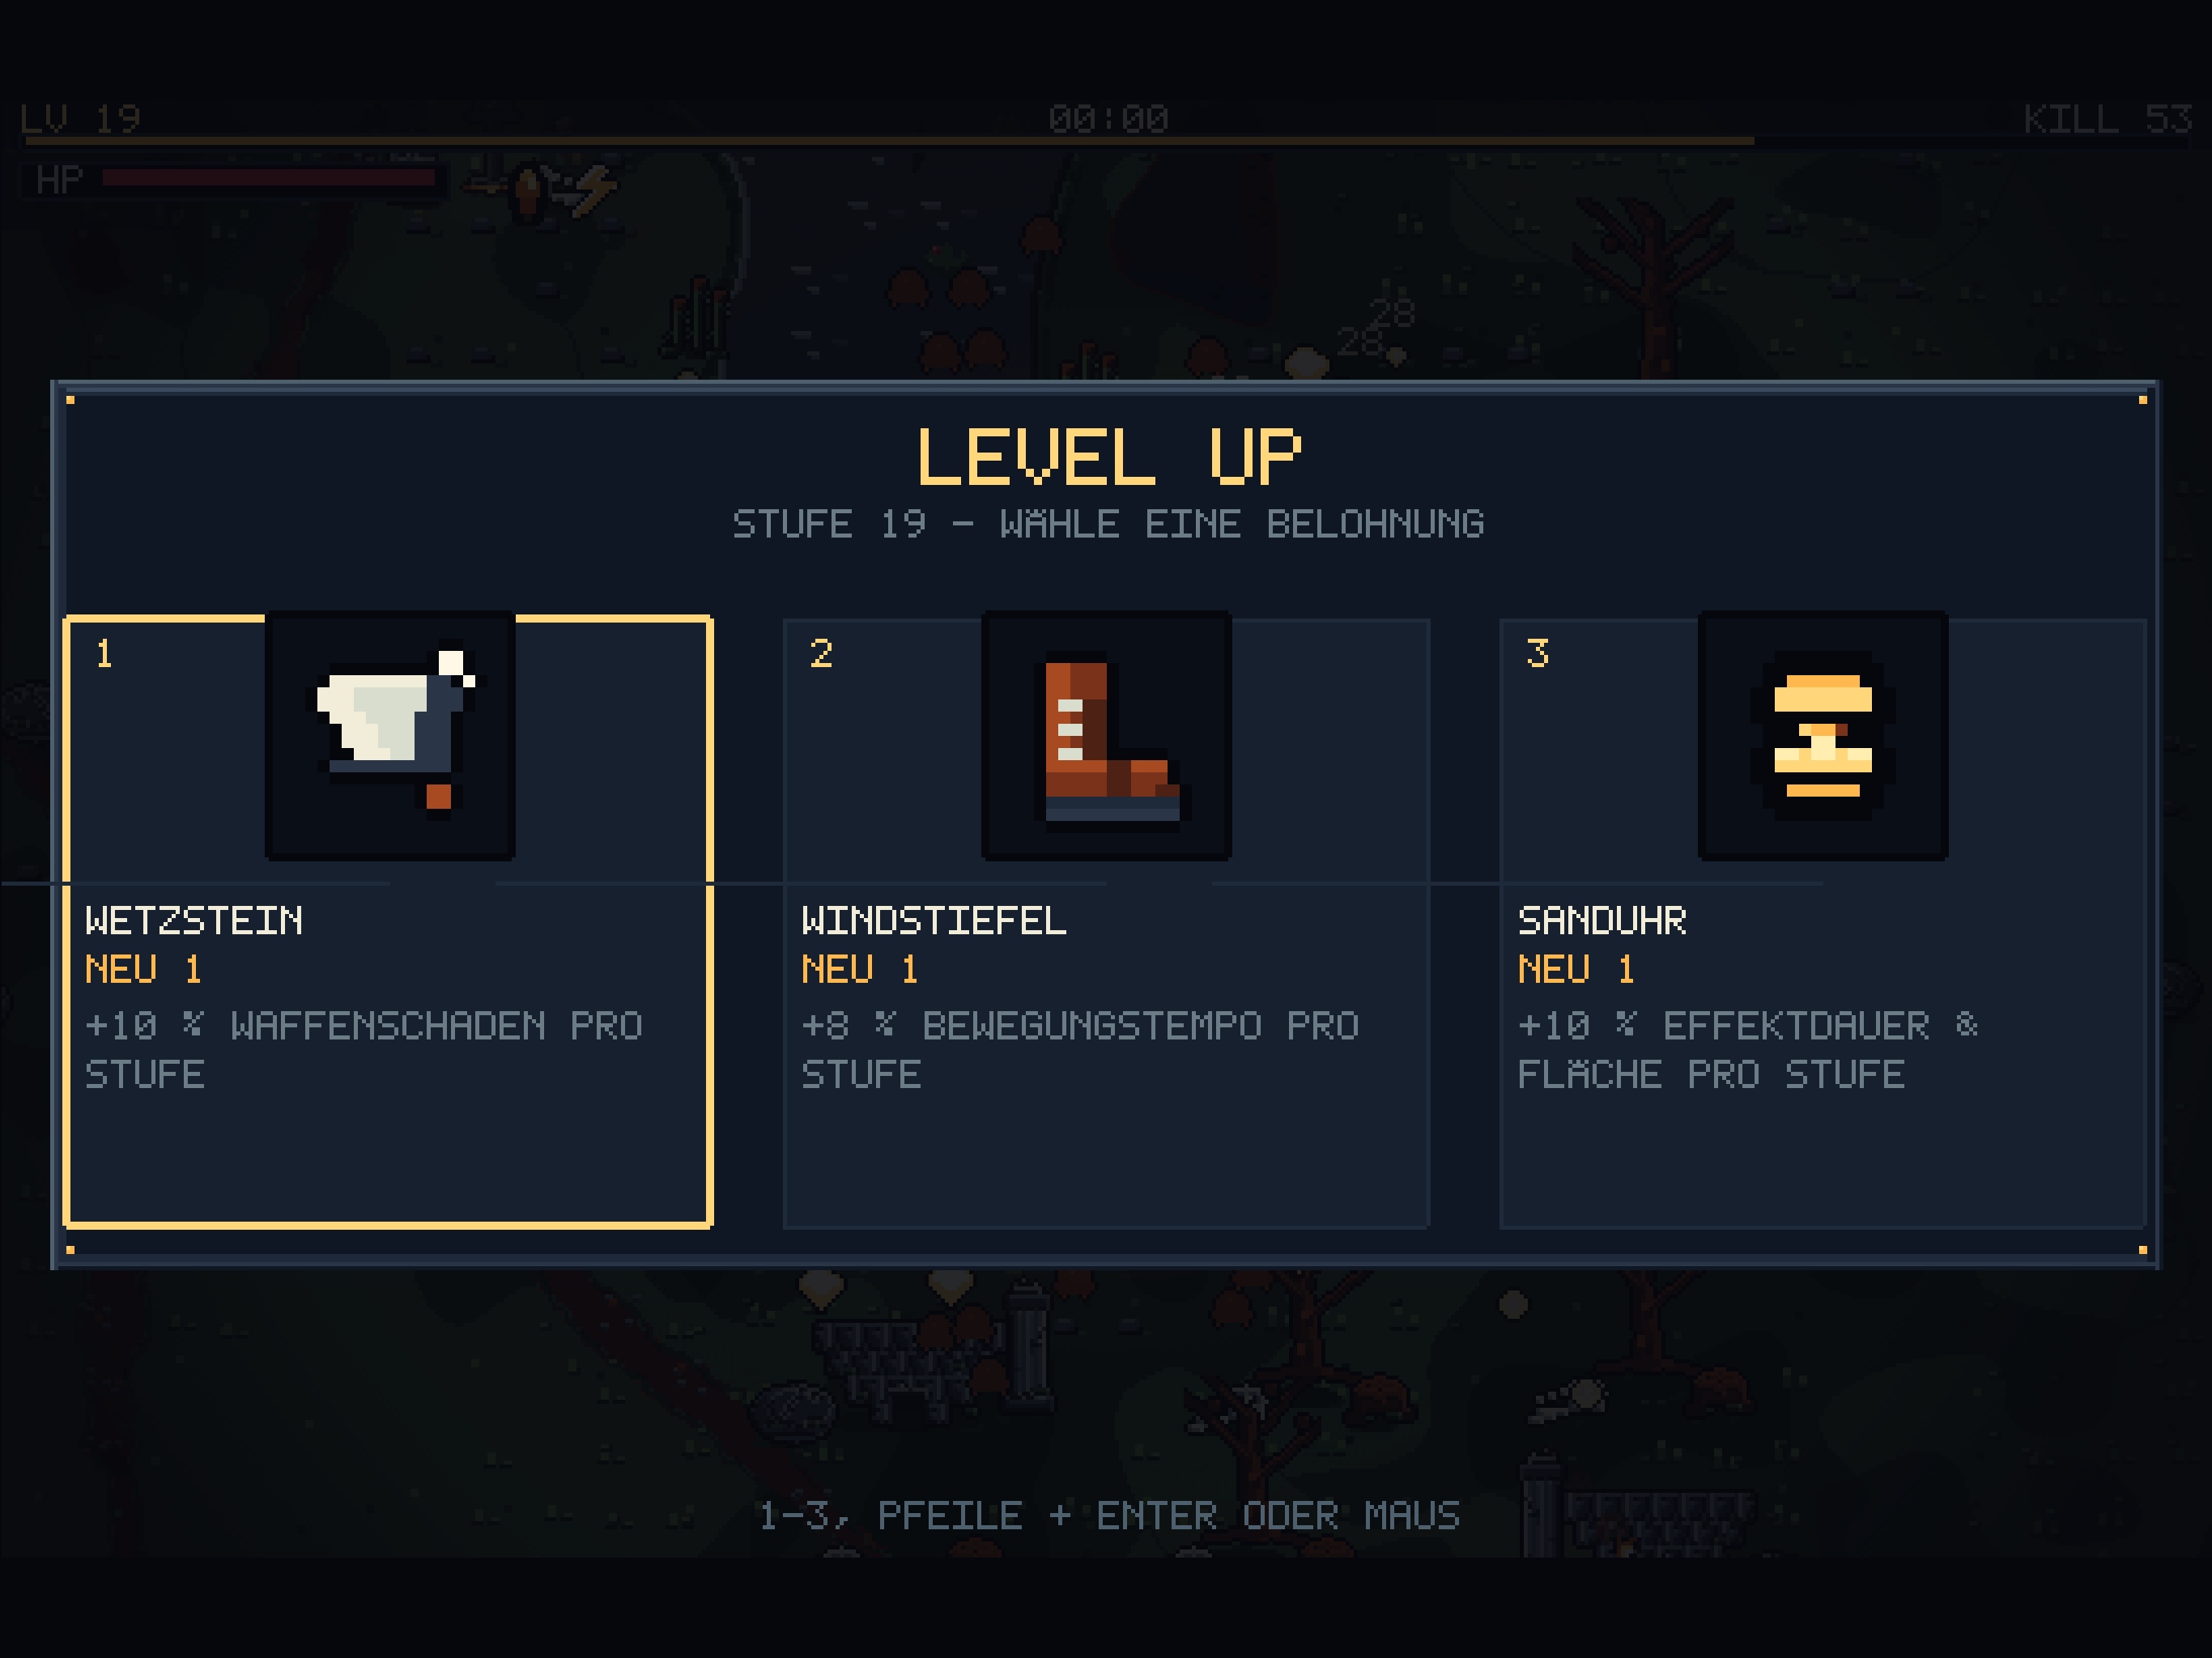 LV 19
00:00
KILL 53
HP
28
28
LEVEL UP
STUFE 19 - WÄHLE EINE BELOHNUNG
1
2
3
WETZSTEIN
NEU 1
+10 % WAFFENSCHADEN PRO
STUFE
WINDSTIEFEL
NEU 1
+8 % BEWEGUNGSTEMPO PRO
STUFE
SANDUHR
NEU 1
+10 % EFFEKTDAUER &
FLÄCHE PRO STUFE
1-3, PFEILE + ENTER ODER MAUS